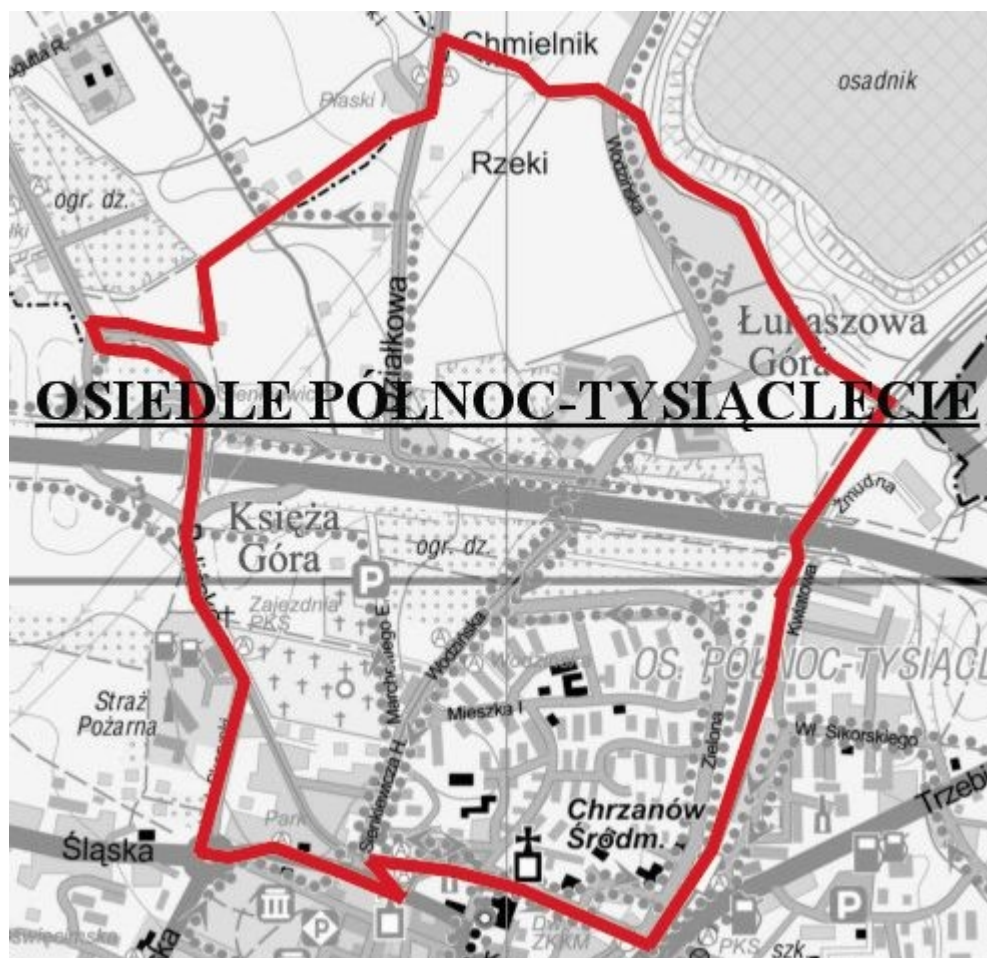 Chmielnik
osadnik
Piaski I
Rzeki
Wodzińska
ogr. dz.
Działkowa
Łukaszowa
Góra
OSIEDLE PÓŁNOC-TYSIĄCLECIE
Żmudna
Księża
Góra
ogr. dz.
P
Kwiatowa
Zajezdnia
PKS
Wodzińska
OS. PÓŁNOC-TYSIĄCL
Straż
Pożarna
Mieszka I
Zielona
Wł. Sikorskiego
Sienkiewicza H.
Trzebi
Chrzanów
Śródm.
Park
Śląska
P
P
ZKKM
PKS
szk.